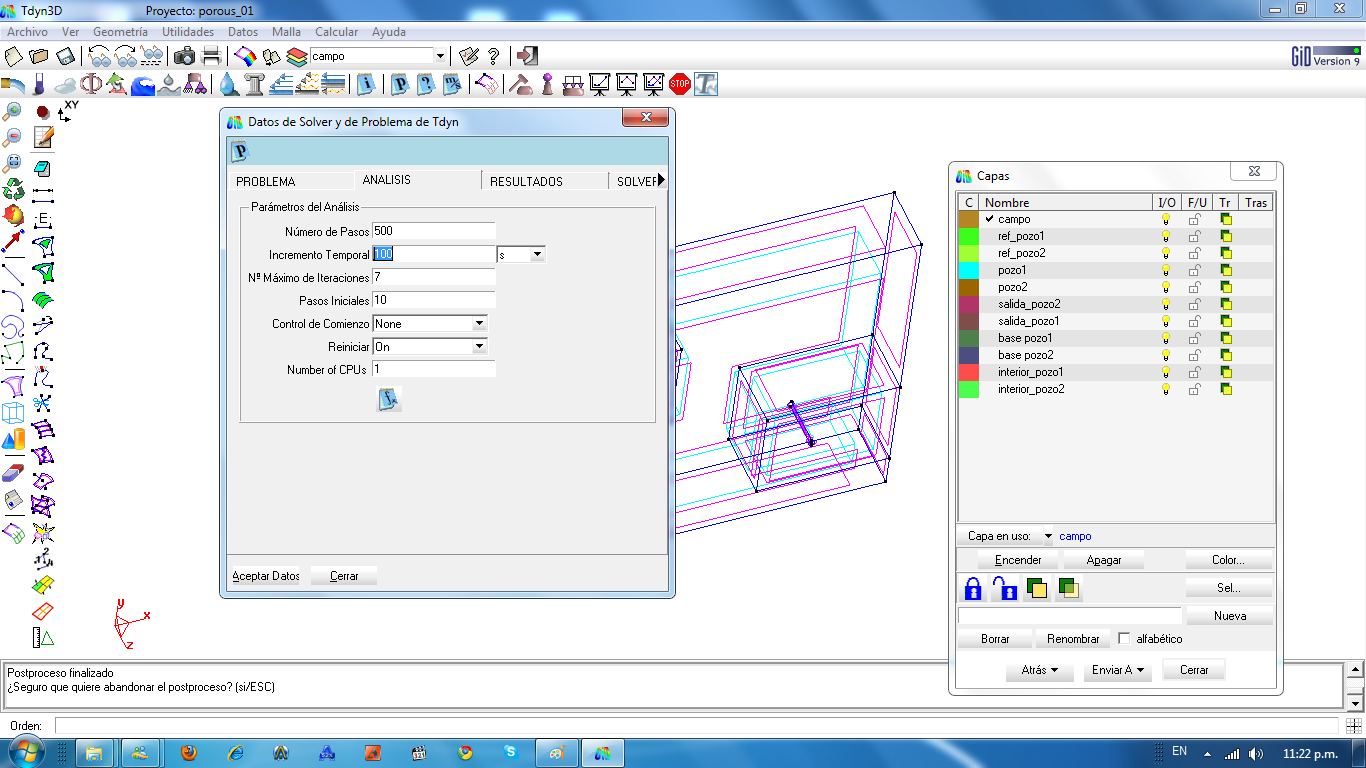 Tdyn3D Proyecto: porous_01
Archivo Ver Geometría Utilidades Datos Malla Calcular Ayuda
campo
GiD Version 9
STOP
XY
Datos de Solver y de Problema de Tdyn
PROBLEMA ANALISIS RESULTADOS SOLVER
Parámetros del Análisis
Número de Pasos 500
Incremento Temporal 100 s
Nº Máximo de Iteraciones 7
Pasos Iniciales 10
Control de Comienzo None
Reiniciar On
Number of CPUs 1
Aceptar Datos Cerrar
Capas
C Nombre I/O F/U Tr Tras
campo
ref_pozo1
ref_pozo2
pozo1
pozo2
salida_pozo2
salida_pozo1
base pozo1
base pozo2
interior_pozo1
interior_pozo2
Capa en uso: campo
Encender Apagar Color...
Sel...
Nueva
Borrar Renombrar alfabético
Atrás Enviar A Cerrar
y
x
z
Postproceso finalizado
¿Seguro que quiere abandonar el postproceso? (si/ESC)
Orden:
EN 11:22 p.m.